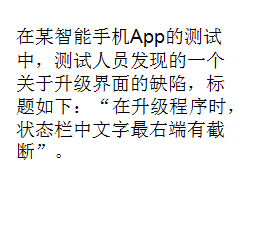 在某智能手机App的测试
中，测试人员发现的一个
关于升级界面的缺陷，标
题如下：“在升级程序时，
状态栏中文字最右端有截
断”。